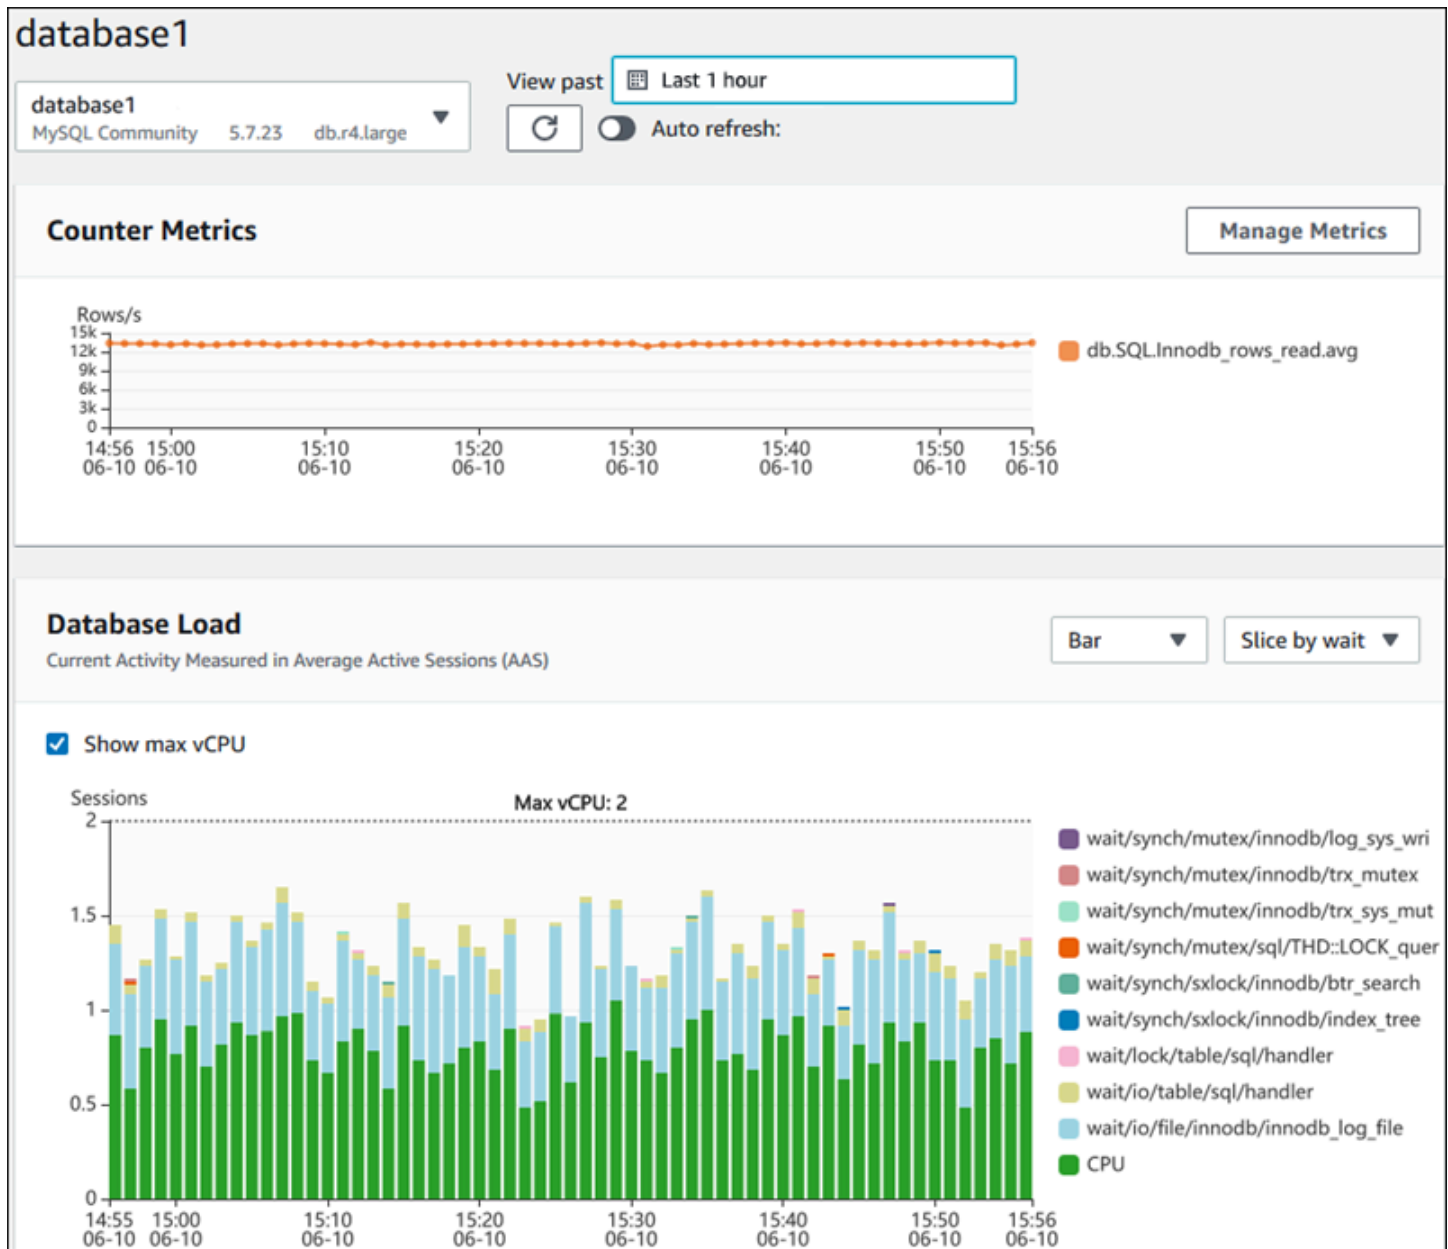 database1
database1
MySQL Community 5.7.23 db.r4.large
View past Last 1 hour
Auto refresh:
Counter Metrics
Manage Metrics
Rows/s
15k
12k
9k
6k
3k
0
14:56 15:00 15:10 15:20 15:30 15:40 15:50 15:56
06-10 06-10 06-10 06-10 06-10 06-10 06-10 06-10
db.SQL.Innodb_rows_read.avg
Database Load
Current Activity Measured in Average Active Sessions (AAS)
Bar
Slice by wait
Show max vCPU
Sessions
Max vCPU: 2
2
1.5
1
0.5
0
14:55 15:00 15:10 15:20 15:30 15:40 15:50 15:56
06-10 06-10 06-10 06-10 06-10 06-10 06-10 06-10
wait/synch/mutex/innodb/log_sys_wri
wait/synch/mutex/innodb/trx_mutex
wait/synch/mutex/innodb/trx_sys_mut
wait/synch/mutex/sql/THD::LOCK_quer
wait/synch/sxlock/innodb/btr_search
wait/synch/sxlock/innodb/index_tree
wait/lock/table/sql/handler
wait/io/table/sql/handler
wait/io/file/innodb/innodb_log_file
CPU